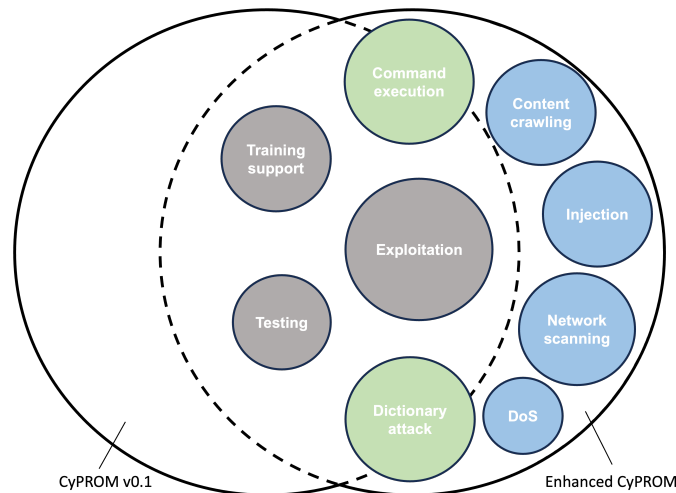 Command
execution
Content
crawling
Training
support
Injection
Exploitation
Testing
Network
scanning
Dictionary
attack
DoS
CyPROM v0.1
Enhanced CyPROM